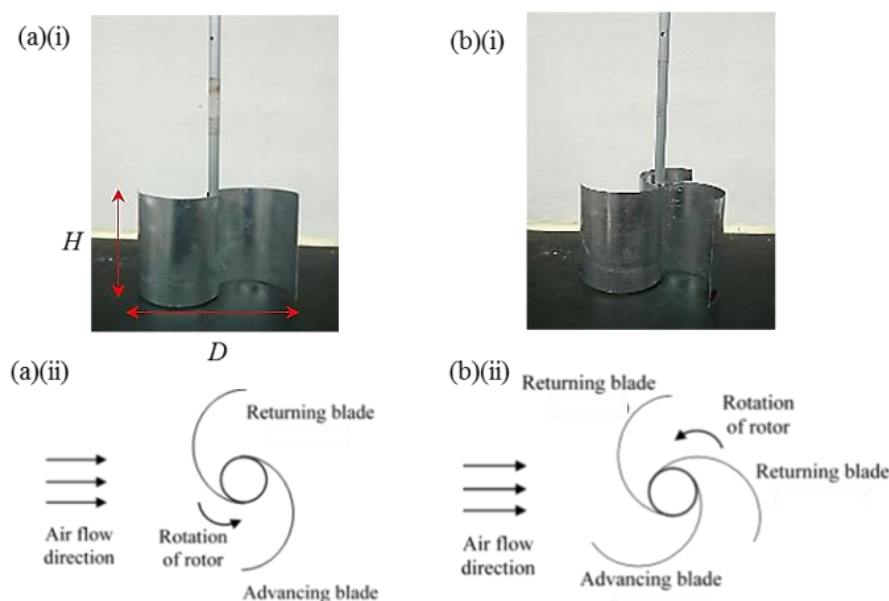 (a)(i)
(b)(i)
H
D
(a)(ii)
Returning blade
Air flow
direction
Rotation
of rotor
Advancing blade
(b)(ii)
Returning blade
Rotation
of rotor
Returning blade
Air flow
direction
Advancing blade